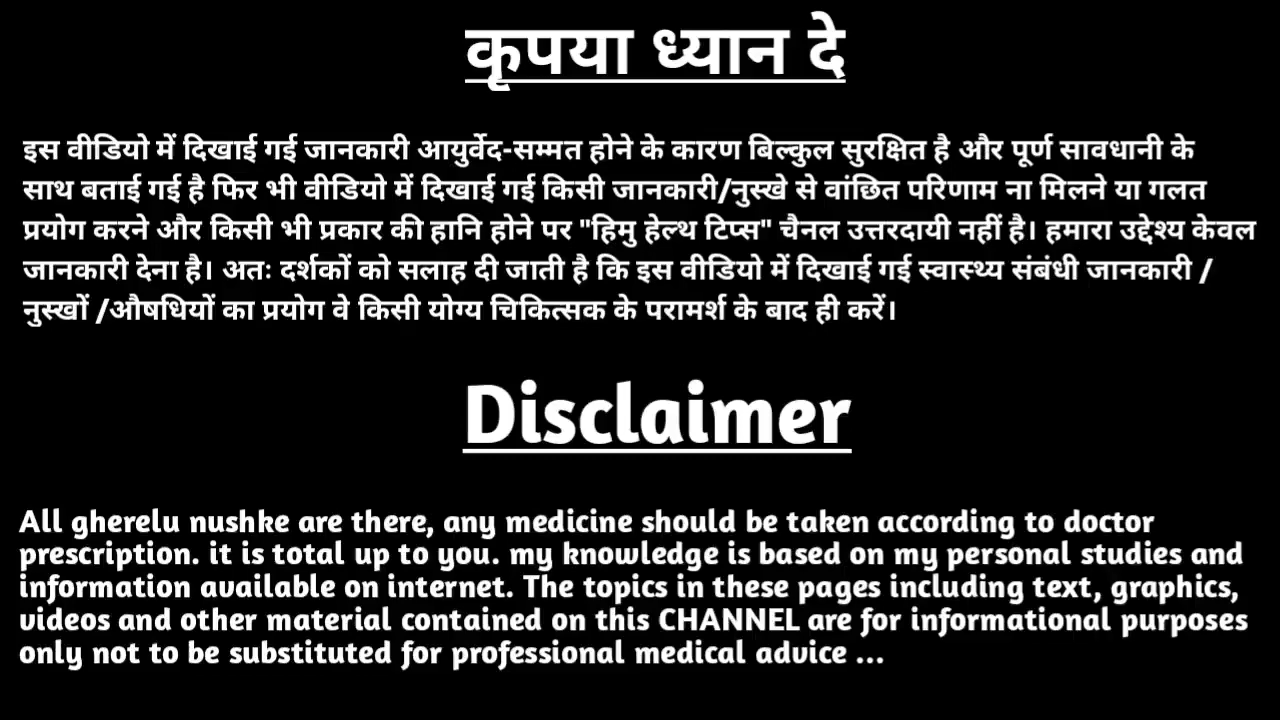 कृपया ध्यान दे
इस वीडियो में दिखाई गई जानकारी आयुर्वेद-सम्मत होने के कारण बिल्कुल सुरक्षित है और पूर्ण सावधानी के
साथ बताई गई है फिर भी वीडियो में दिखाई गई किसी जानकारी/नुस्खे से वांछित परिणाम ना मिलने या गलत
प्रयोग करने और किसी भी प्रकार की हानि होने पर "हिमु हेल्थ टिप्स" चैनल उत्तरदायी नहीं है। हमारा उद्देश्य केवल
जानकारी देना है। अतः दर्शकों को सलाह दी जाती है कि इस वीडियो में दिखाई गई स्वास्थ्य संबंधी जानकारी /
नुस्खों /औषधियों का प्रयोग वे किसी योग्य चिकित्सक के परामर्श के बाद ही करें।
Disclaimer
All gherelu nushke are there, any medicine should be taken according to doctor
prescription. it is total up to you. my knowledge is based on my personal studies and
information available on internet. The topics in these pages including text, graphics,
videos and other material contained on this CHANNEL are for informational purposes
only not to be substituted for professional medical advice ...